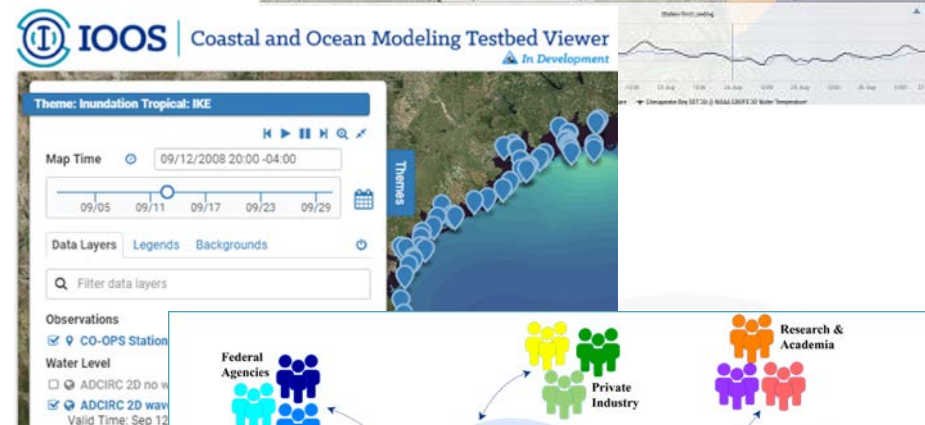 IOOS
Coastal and Ocean Modeling Testbed Viewer
In Development
Theme: Inundation Tropical: IKE
Map Time
09/12/2008 20:00 -04:00
09/05 09/11 09/17 09/23 09/29
Themes
Data Layers Legends Backgrounds
Filter data layers
Observations
CO-OPS Station
Water Level
ADCIRC 2D no w
ADCIRC 2D wav
Valid Time: Sep 12
Federal
Agencies
Private
Industry
Research &
Academia